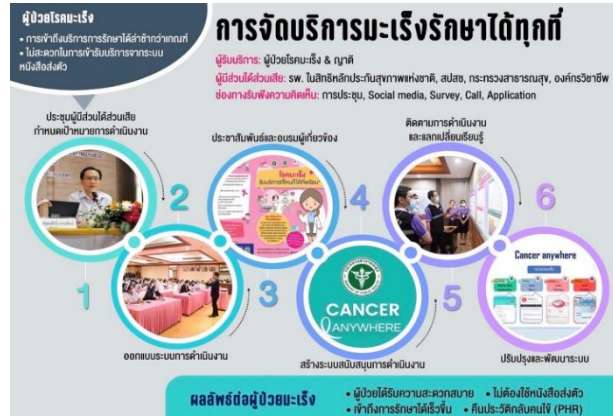 ผู้ป่วยโรคมะเร็ง
• การเข้าถึงบริการการรักษาได้ล่าช้ากว่าเกณฑ์
• ไม่สะดวกในการเข้ารับบริการจากระบบ
หนังสือส่งตัว
การจัดบริการมะเร็งรักษาได้ทุกที่
ผู้รับบริการ: ผู้ป่วยโรคมะเร็ง & ญาติ
ผู้มีส่วนได้ส่วนเสีย: รพ. ในสิทธิหลักประกันสุขภาพแห่งชาติ, สปสช, กระทรวงสาธารณสุข, องค์กรวิชาชีพ
ช่องทางรับฟังความคิดเห็น: การประชุม, Social media, Survey, Call, Application
ประชุมผู้มีส่วนได้ส่วนเสีย
กำหนดเป้าหมายการดำเนินงาน
1
2
ออกแบบระบบการดำเนินงาน
ประชาสัมพันธ์และอบรมผู้เกี่ยวข้อง
โรคมะเร็ง
3
4
CANCER
ANYWHERE
สร้างระบบสนับสนุนการดำเนินงาน
ติดตามการดำเนินงาน
และแลกเปลี่ยนเรียนรู้
5
6
Cancer anywhere
ปรับปรุงและพัฒนาระบบ
ผลลัพธ์ต่อผู้ป่วยมะเร็ง
• ผู้ป่วยได้รับความสะดวกสบาย • ไม่ต้องใช้หนังสือส่งตัว
• เข้าถึงการรักษาได้เร็วขึ้น • คืนประวัติกลับคนไข้ (PHR)